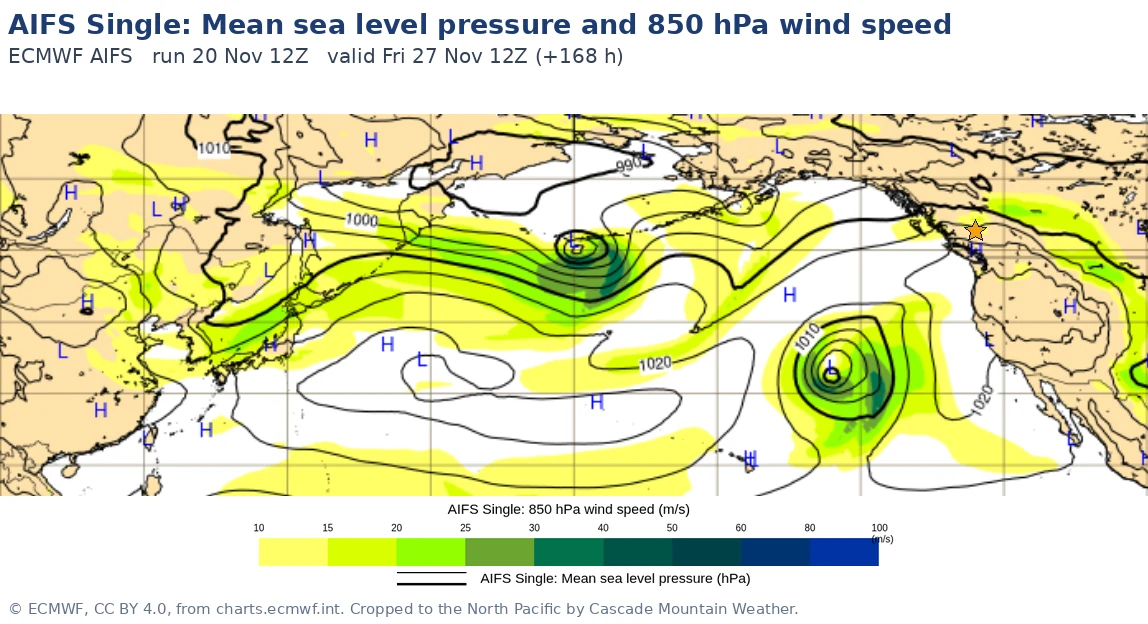 AIFS Single: Mean sea level pressure and 850 hPa wind speed
ECMWF AIFS run 20 Nov 12Z valid Fri 27 Nov 12Z (+168 h)
H H H H H
1010 H L H L 990 L L
L
H L H 1000
H L H
L
H H
1010
L H H L 1020 L H L
H H 1020
H L L
H L
AIFS Single: 850 hPa wind speed (m/s)
10 15 20 25 30 40 50 60 80 100
(m/s)
AIFS Single: Mean sea level pressure (hPa)
© ECMWF, CC BY 4.0, from charts.ecmwf.int. Cropped to the North Pacific by Cascade Mountain Weather.